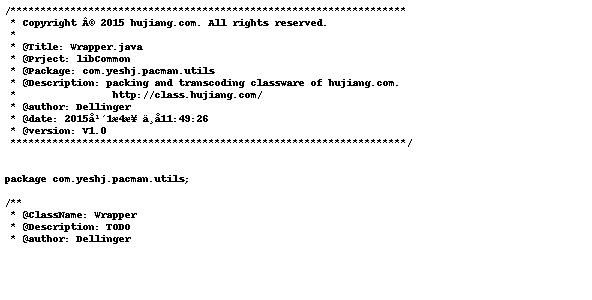 /******************************************************************
* Copyright Â© 2015 hujiang.com. All rights reserved.
*
* @Title: Wrapper.java
* @Prject: libCommon
* @Package: com.yeshj.pacman.utils
* @Description: packing and transcoding classware of hujiang.com.
* http://class.hujiang.com/
* @author: Dellinger
* @date: 2015å¹´1æ4æ¥ ä¸å11:49:26
* @version: V1.0
******************************************************************/
package com.yeshj.pacman.utils;
/**
* @ClassName: Wrapper
* @Description: TODO
* @author: Dellinger